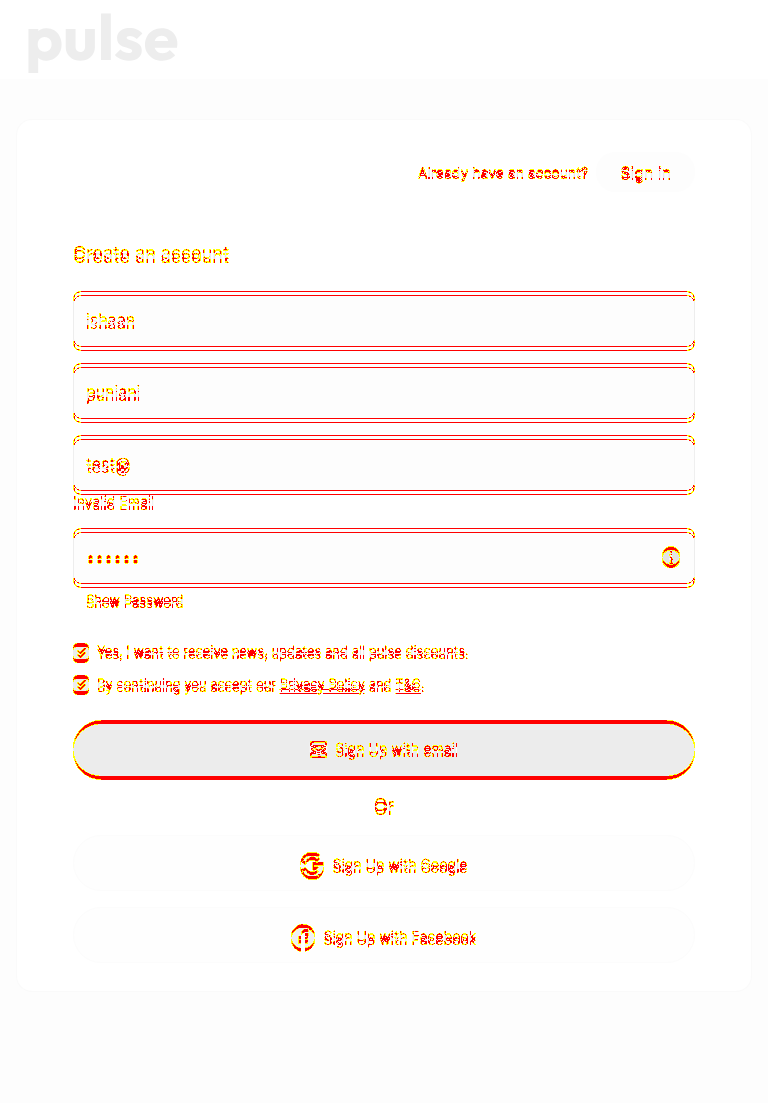 pulse
Already have an account? Sign in
Create an account
ishaan
punjani
test@
Invalid Email
••••••
Show Password
Yes, I want to receive news, updates and all pulse discounts.
By continuing you accept our Privacy Policy and T&C.
Sign Up with email
Or
Sign Up with Google
Sign Up with Facebook